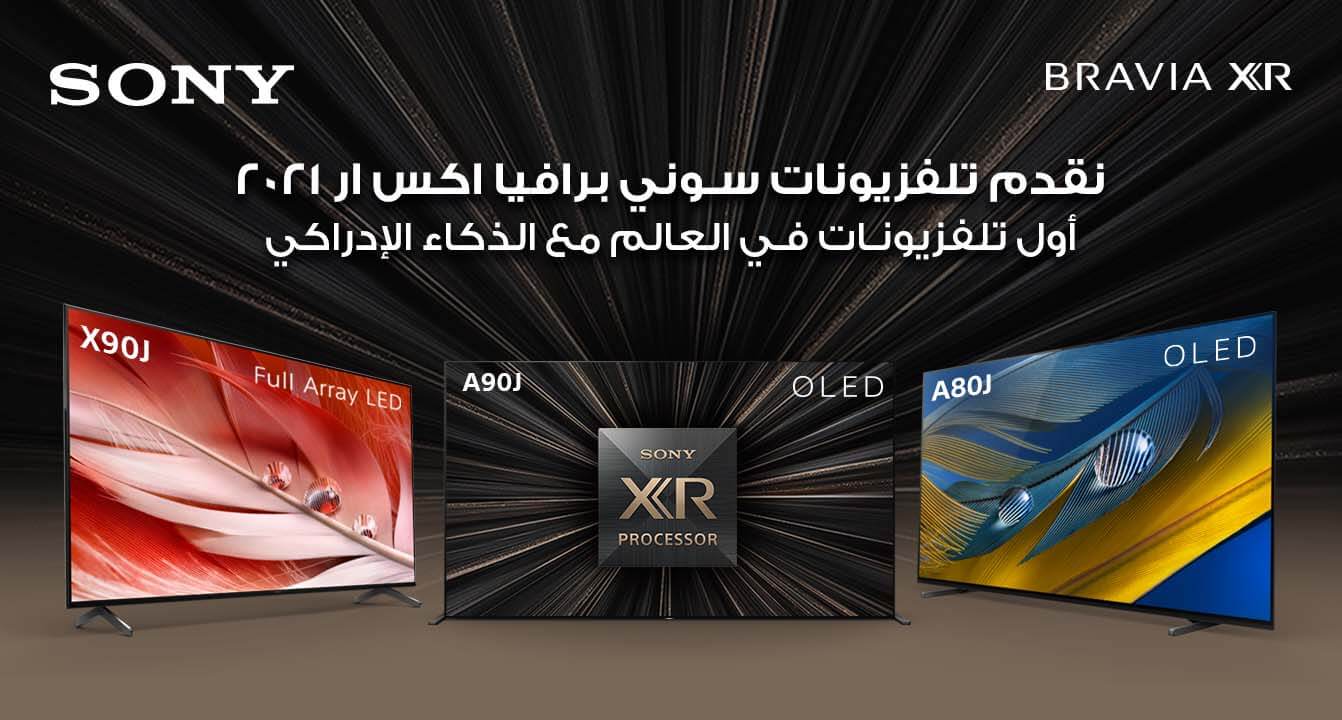 SONY
BRAVIA XR
نقدم تلفزيونات سوني برافيا اكس ار ٢٠٢١
أول تلفزيونات في العالم مع الذكاء الإدراكي
X90J
Full Array LED
A90J
OLED
SONY
XR
PROCESSOR
A80J
OLED